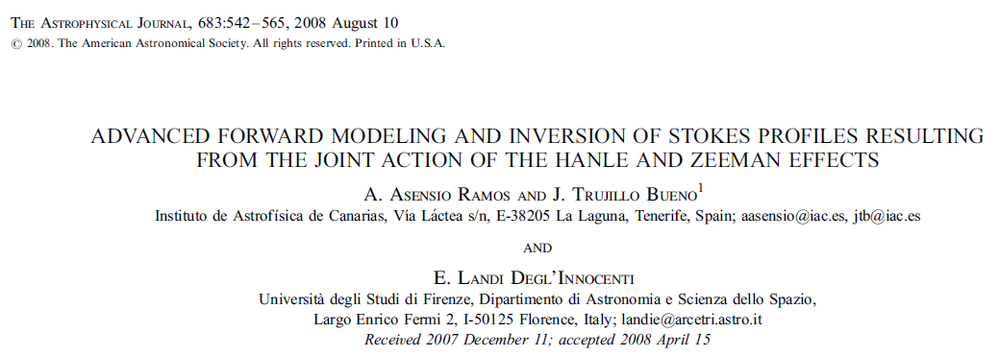 THE ASTROPHYSICAL JOURNAL, 683:542–565, 2008 August 10
© 2008. The American Astronomical Society. All rights reserved. Printed in U.S.A.
ADVANCED FORWARD MODELING AND INVERSION OF STOKES PROFILES RESULTING
FROM THE JOINT ACTION OF THE HANLE AND ZEEMAN EFFECTS
A. ASENSIO RAMOS AND J. TRUJILLO BUENO¹
Instituto de Astrofísica de Canarias, Vía Láctea s/n, E-38205 La Laguna, Tenerife, Spain; aasensio@iac.es, jtb@iac.es
AND
E. LANDI DEGL'INNOCENTI
Università degli Studi di Firenze, Dipartimento di Astronomia e Scienza dello Spazio,
Largo Enrico Fermi 2, I-50125 Florence, Italy; landie@arcetri.astro.it
Received 2007 December 11; accepted 2008 April 15